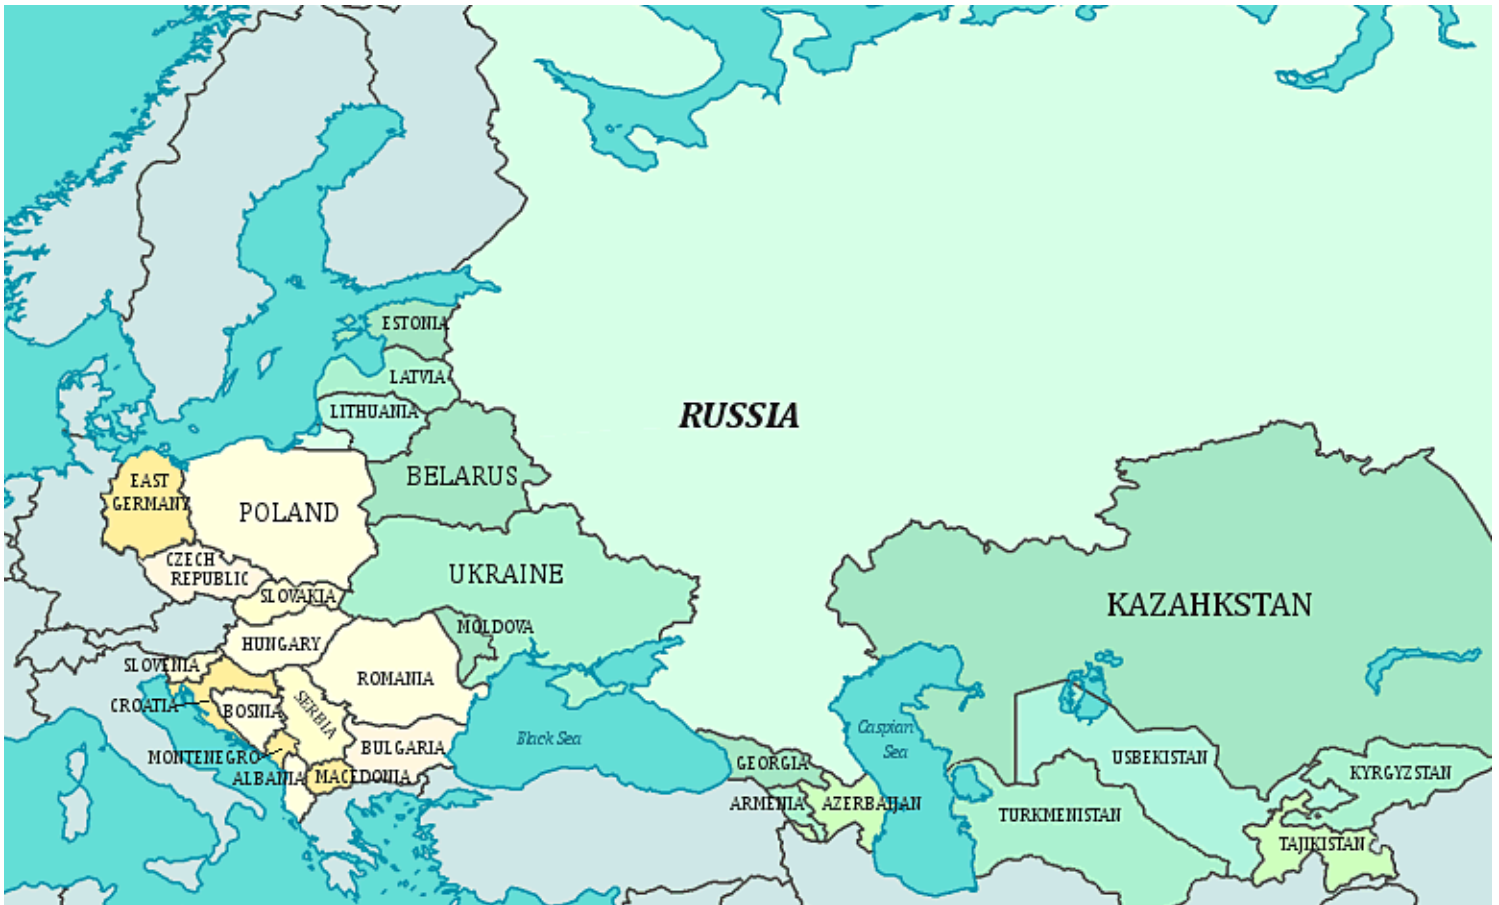 ESTONIA
LATVIA
LITHUANIA
RUSSIA
BELARUS
EAST
GERMANY
POLAND
CZECH
REPUBLIC
UKRAINE
SLOVAKIA
KAZAHKSTAN
MOLDOVA
HUNGARY
SLOVENIA
ROMANIA
CROATIA
BOSNIA
SERBIA
Black Sea
Caspian
Sea
BULGARIA
MONTENEGRO
USBEKISTAN
GEORGIA
KYRGYZSTAN
ALBANIA
MACEDONIA
ARMENIA
AZERBAIJAN
TURKMENISTAN
TAJIKISTAN